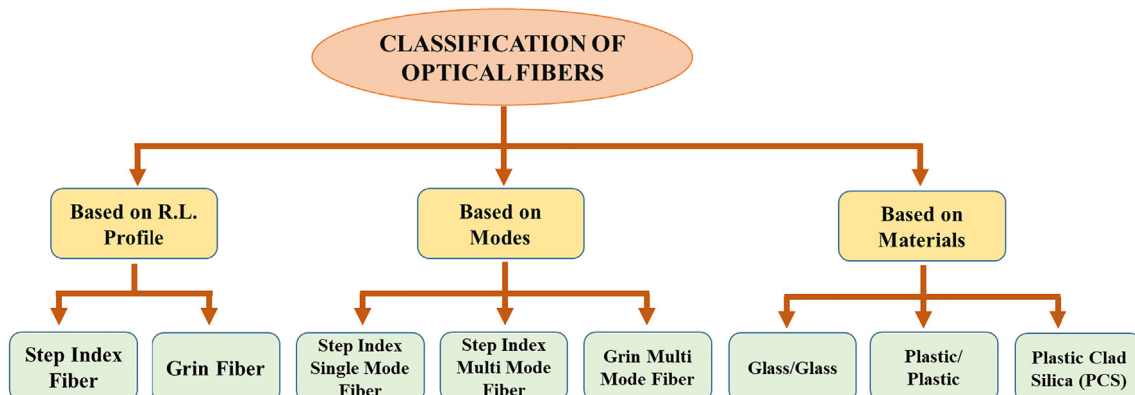 CLASSIFICATION OF
OPTICAL FIBERS
Based on R.L.
Profile
Based on
Modes
Based on
Materials
Step Index
Fiber
Grin Fiber
Step Index
Single Mode
Fiber
Step Index
Multi Mode
Fiber
Grin Multi
Mode Fiber
Glass/Glass
Plastic/
Plastic
Plastic Clad
Silica (PCS)